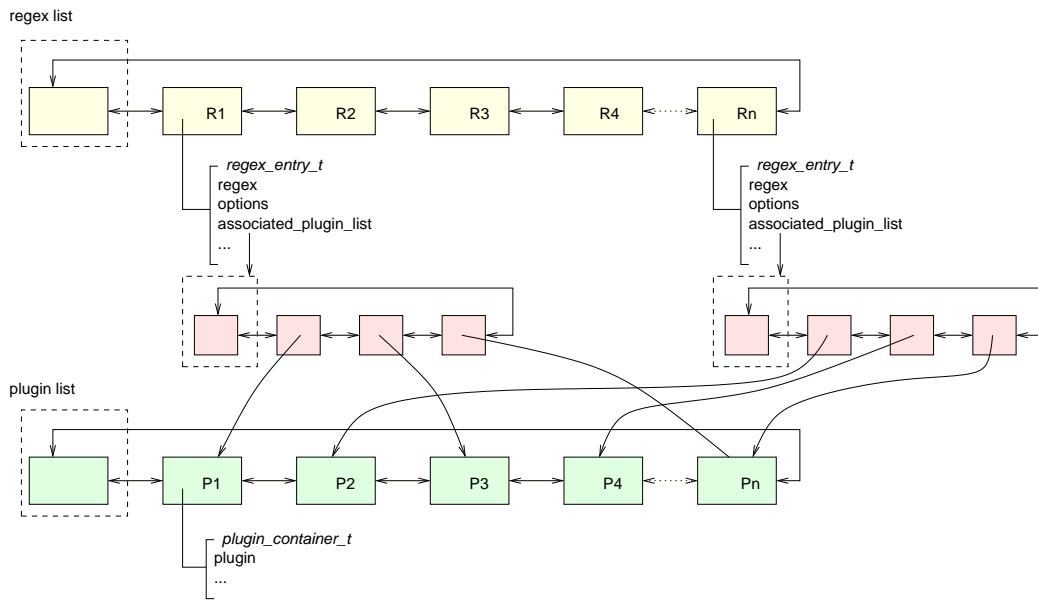 regex list
R1 R2 R3 R4 Rn
regex_entry_t
regex
options
associated_plugin_list
...
regex_entry_t
regex
options
associated_plugin_list
...
plugin list
P1 P2 P3 P4 Pn
plugin_container_t
plugin
...